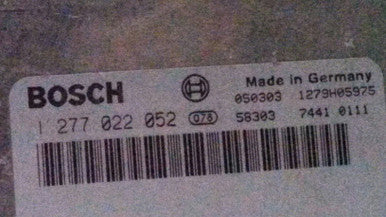 BOSCH
Made in Germany
050303 1279H05975
1 277 022 052 078 58303 7441 0111